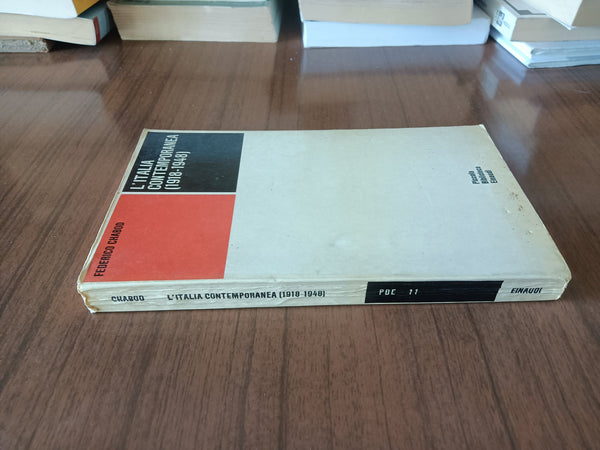 L'ITALIA
CONTEMPORANEA
(1918-1948)
FEDERICO CHABOD
Piccola
Biblioteca
Einaudi
CHABOD L'ITALIA CONTEMPORANEA (1918-1948) PBE 11 EINAUDI